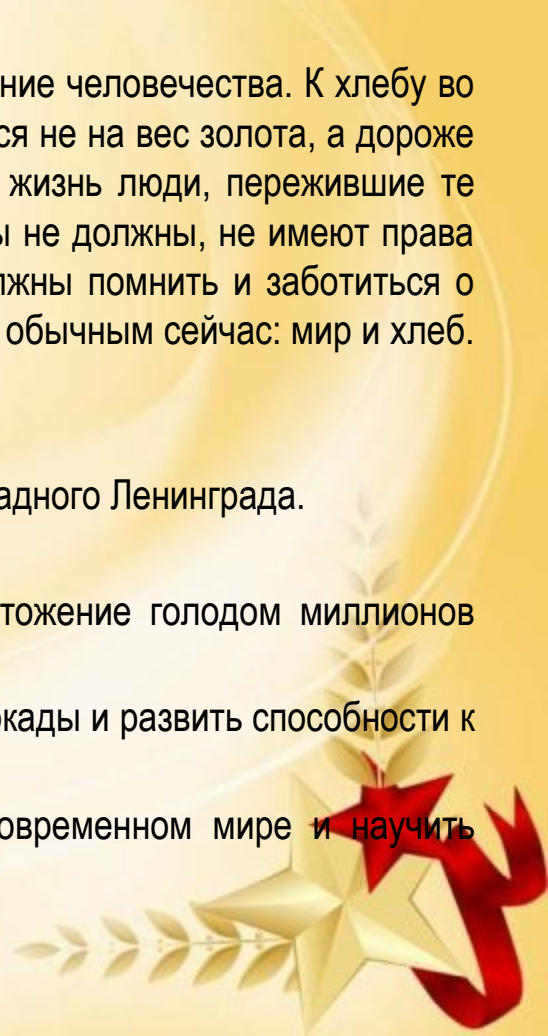 ние человечества. К хлебу во
ся не на вес золота, а дороже
жизнь люди, пережившие те
ы не должны, не имеют права
лжны помнить и заботиться о
обычным сейчас: мир и хлеб.
адного Ленинграда.
тожение голодом миллионов
окады и развить способности к
овременном мире и научить